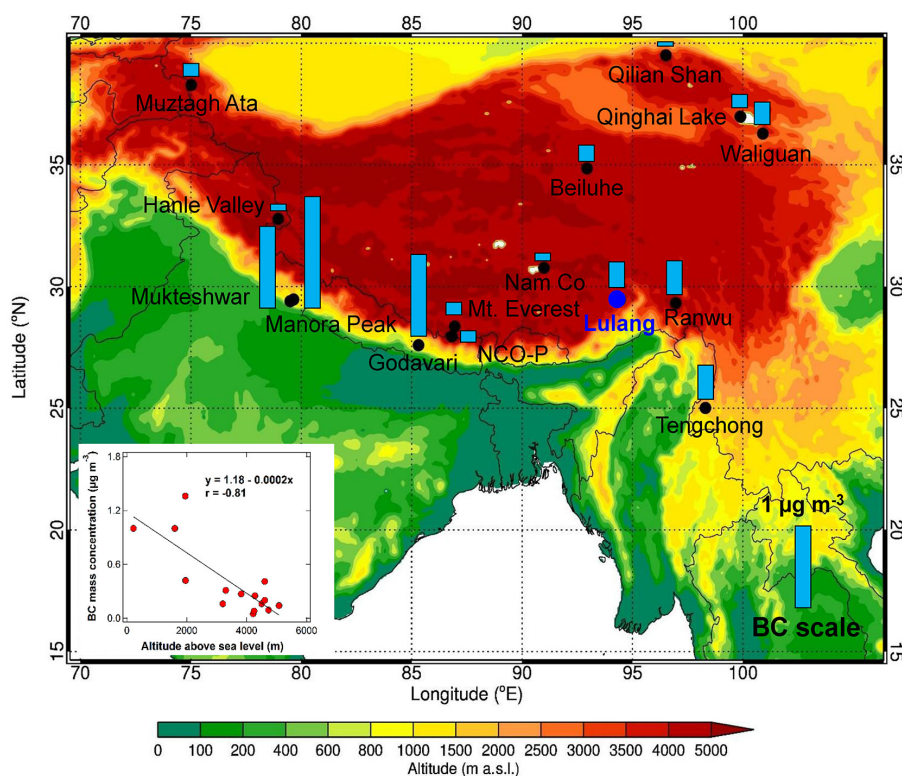 70 75 80 85 90 95 100
Qilian Shan
Muztagh Ata
Qinghai Lake
Waliguan
35 35
Beiluhe
Hanle Valley
30 30
Nam Co
Mukteshwar
Mt. Everest
Manora Peak
Lulang
Ranwu
Godavari
NCO-P
25 25
Tengchong
Latitude (ºN)
1.8
y = 1.18 - 0.0002x
r = -0.81
1.2
0.6
0.0
BC mass concentration (µg m-3)
0 2000 4000 6000
Altitude above sea level (m)
1 µg m-3
20 20
BC scale
15 15
70 75 80 85 90 95 100
Longitude (ºE)
0 100 200 400 600 800 1000 1500 2000 2500 3000 3500 4000 5000
Altitude (m a.s.l.)